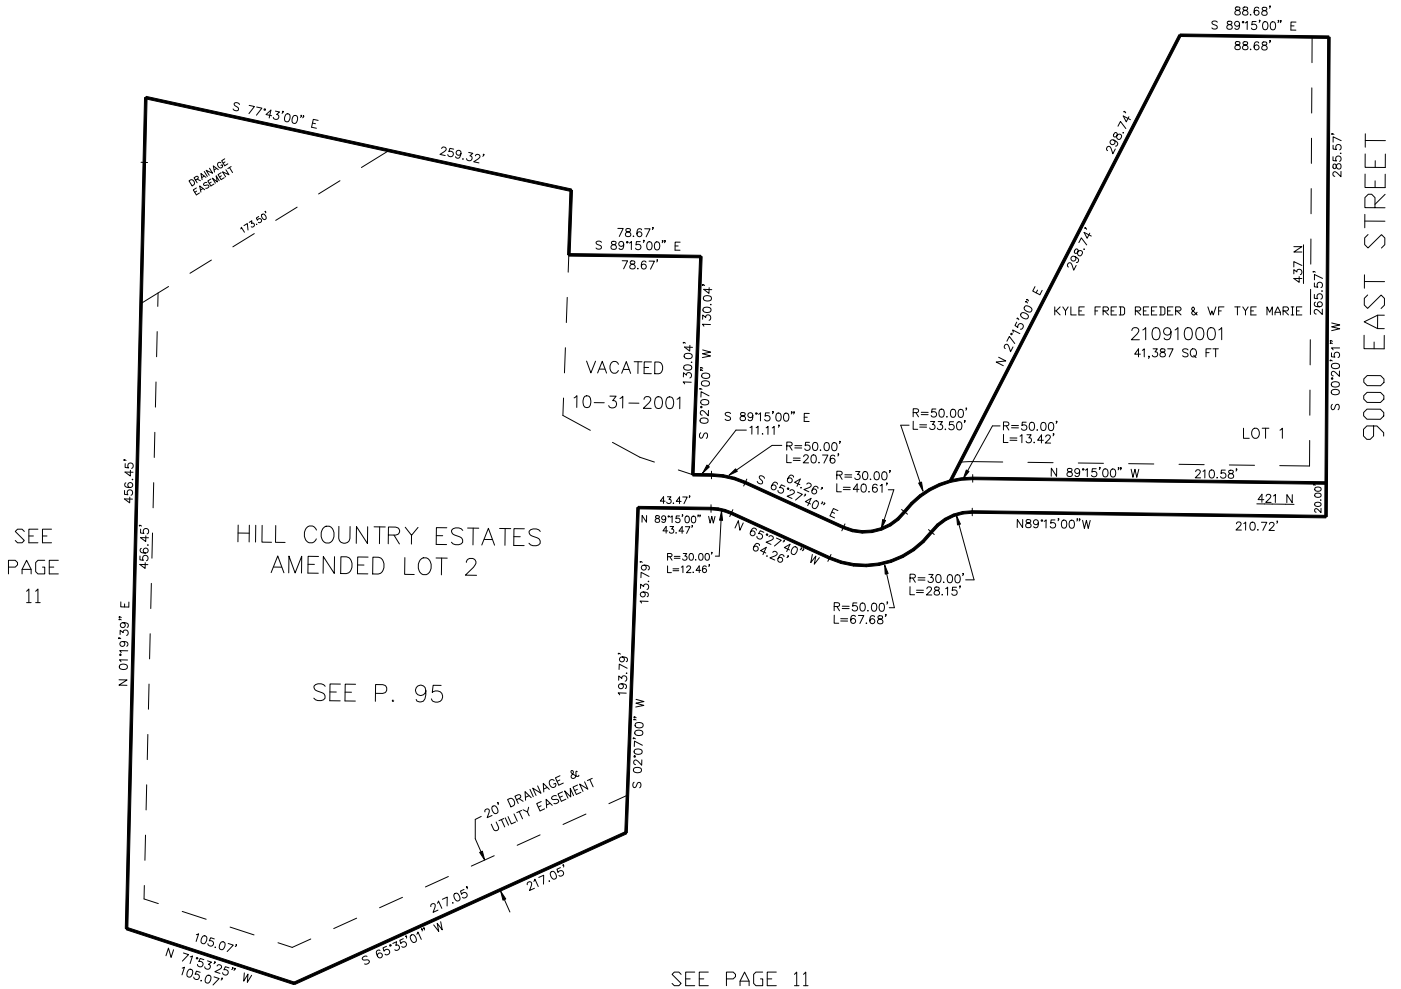 88.68'
S 89°15'00" E
88.68'
S 77°43'00" E
259.32'
DRAINAGE
EASEMENT
173.50'
298.74'
298.74'
N 27°15'00" E
285.57'
265.57'
S 00°20'51" W
437 N
9000 EAST STREET
78.67'
S 89°15'00" E
78.67'
130.04'
130.04'
S 02°07'00" W
KYLE FRED REEDER & WF TYE MARIE
210910001
41,387 SQ FT
LOT 1
VACATED
10-31-2001
S 89°15'00" E
11.11'
R=50.00'
L=20.76'
R=50.00'
L=33.50'
R=50.00'
L=13.42'
R=30.00'
L=40.61'
64.26'
S 65°27'40" E
N 89°15'00" W
210.58'
421 N
20.00'
N89°15'00"W
210.72'
43.47'
N 89°15'00" W
43.47'
N 65°27'40" W
64.26'
R=30.00'
L=12.46'
R=30.00'
L=28.15'
R=50.00'
L=67.68'
456.45'
456.45'
N 01°19'39" E
SEE
PAGE
11
HILL COUNTRY ESTATES
AMENDED LOT 2
SEE P. 95
193.79'
193.79'
S 02°07'00" W
20' DRAINAGE &
UTILITY EASEMENT
217.05'
217.05'
S 65°35'01" W
105.07'
N 71°53'25" W
105.07'
SEE PAGE 11